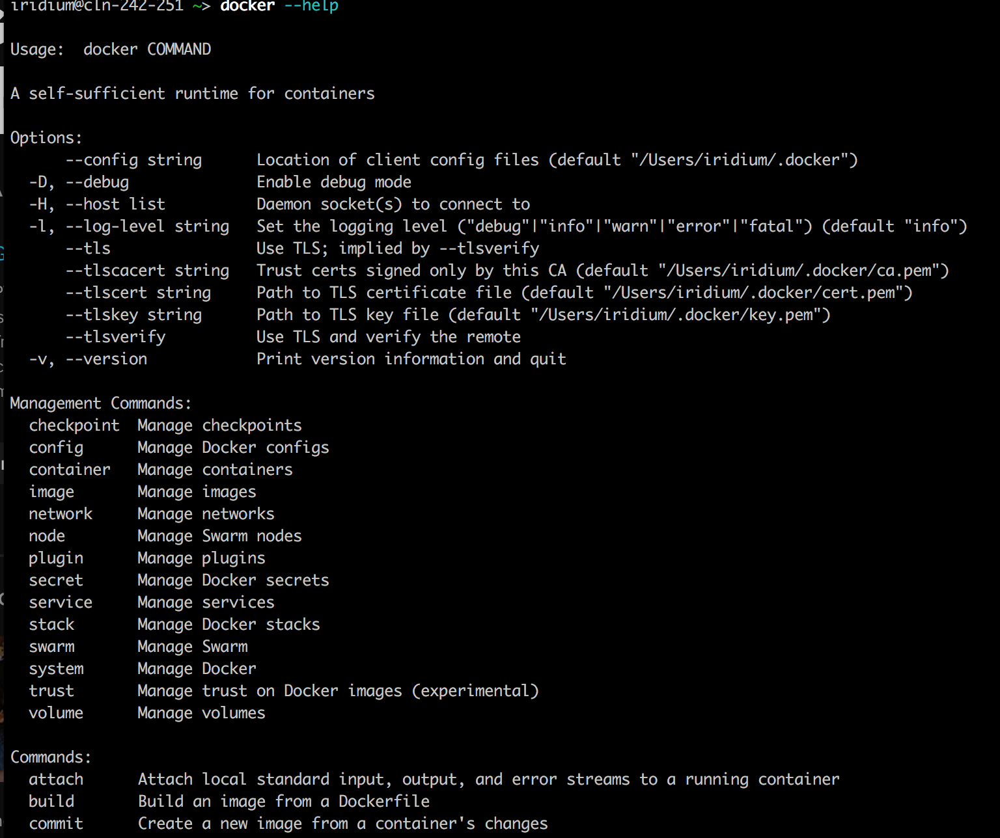 iridium@cln-242-251 ~> docker --help
Usage:  docker COMMAND
A self-sufficient runtime for containers
Options:
      --config string      Location of client config files (default "/Users/iridium/.docker")
  -D, --debug              Enable debug mode
  -H, --host list          Daemon socket(s) to connect to
  -l, --log-level string   Set the logging level ("debug"|"info"|"warn"|"error"|"fatal") (default "info")
      --tls                Use TLS; implied by --tlsverify
      --tlscacert string   Trust certs signed only by this CA (default "/Users/iridium/.docker/ca.pem")
      --tlscert string     Path to TLS certificate file (default "/Users/iridium/.docker/cert.pem")
      --tlskey string      Path to TLS key file (default "/Users/iridium/.docker/key.pem")
      --tlsverify          Use TLS and verify the remote
  -v, --version            Print version information and quit
Management Commands:
  checkpoint  Manage checkpoints
  config      Manage Docker configs
  container   Manage containers
  image       Manage images
  network     Manage networks
  node        Manage Swarm nodes
  plugin      Manage plugins
  secret      Manage Docker secrets
  service     Manage services
  stack       Manage Docker stacks
  swarm       Manage Swarm
  system      Manage Docker
  trust       Manage trust on Docker images (experimental)
  volume      Manage volumes
Commands:
  attach      Attach local standard input, output, and error streams to a running container
  build       Build an image from a Dockerfile
  commit      Create a new image from a container's changes